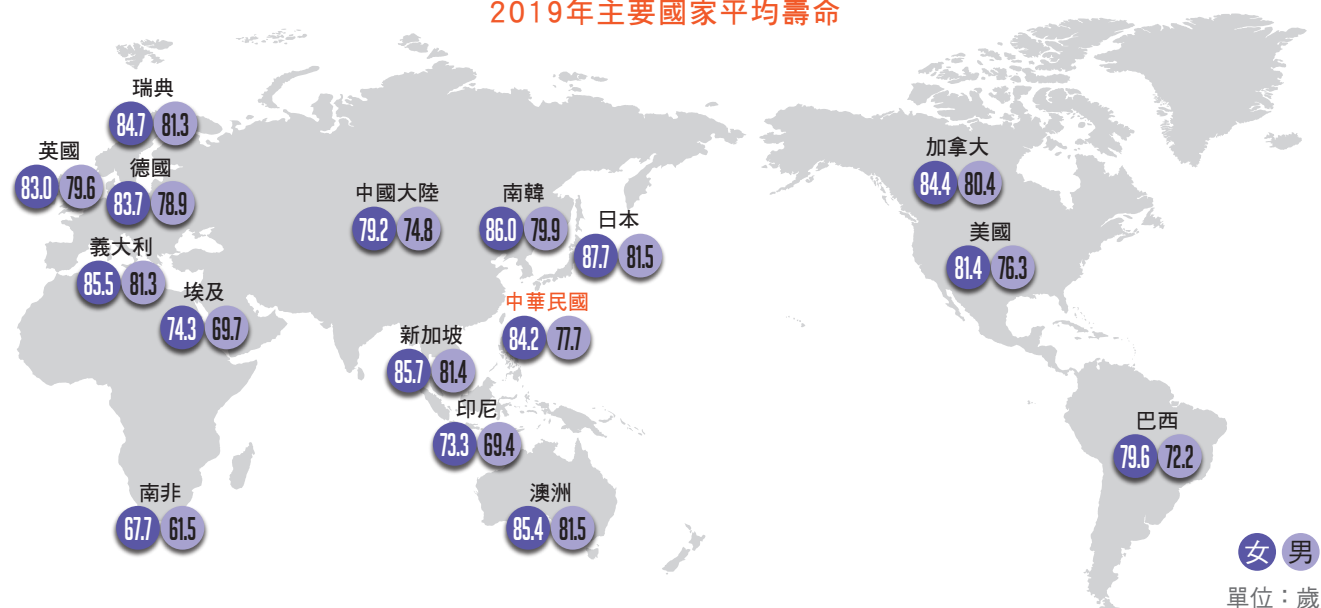 2019年主要國家平均壽命
瑞典
84.7 81.3
英國
83.0 79.6
德國
83.7 78.9
義大利
85.5 81.3
埃及
74.3 69.7
南非
67.7 61.5
中國大陸
79.2 74.8
南韓
86.0 79.9
日本
87.7 81.5
中華民國
84.2 77.7
新加坡
85.7 81.4
印尼
73.3 69.4
澳洲
85.4 81.5
加拿大
84.4 80.4
美國
81.4 76.3
巴西
79.6 72.2
女 男
單位：歲